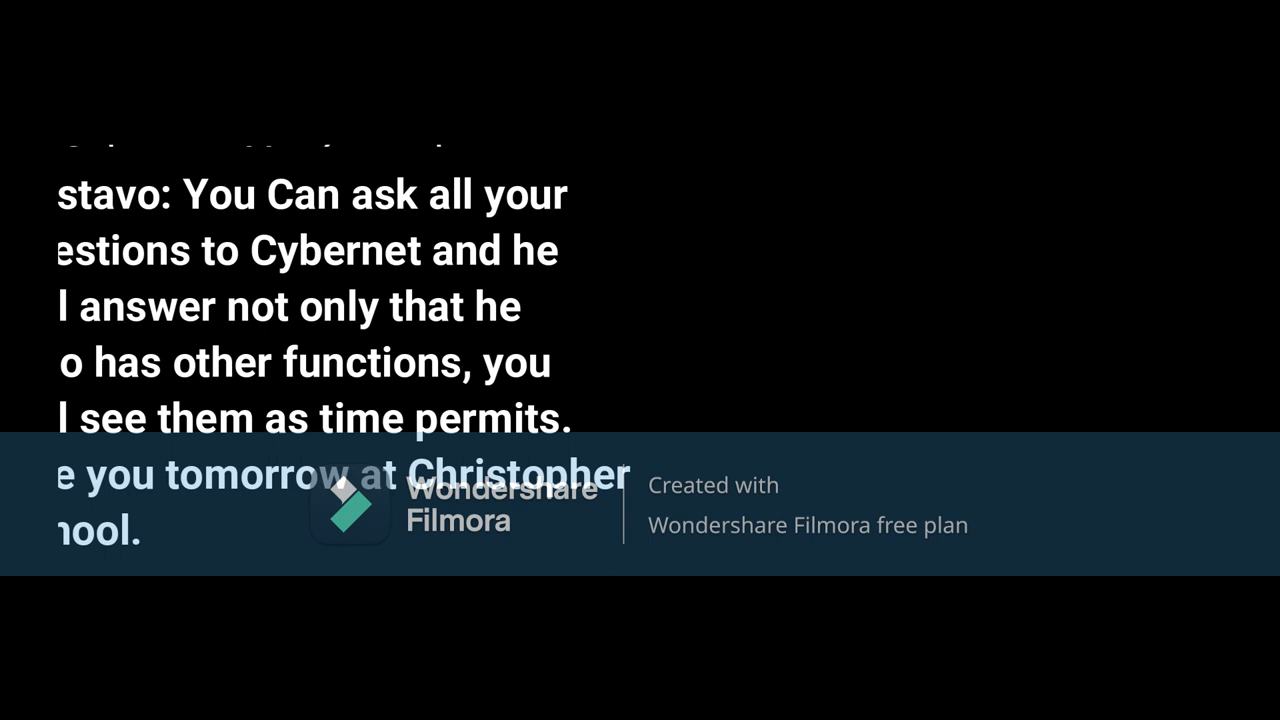 stavo: You Can ask all your
estions to Cybernet and he
l answer not only that he
o has other functions, you
l see them as time permits.
e you tomorrow at Christopher
hool.
Wondershare
Filmora
Created with
Wondershare Filmora free plan